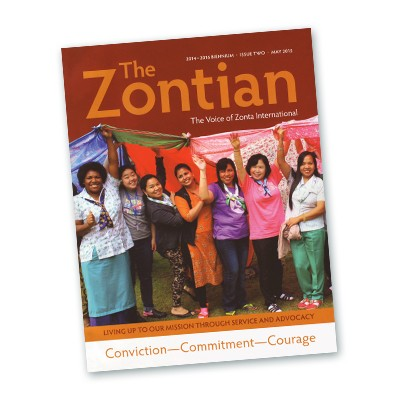 2014–2016 BIENNIUM · ISSUE TWO · MAY 2015
The
Zontian
The Voice of Zonta International
LIVING UP TO OUR MISSION THROUGH SERVICE AND ADVOCACY
Conviction—Commitment—Courage